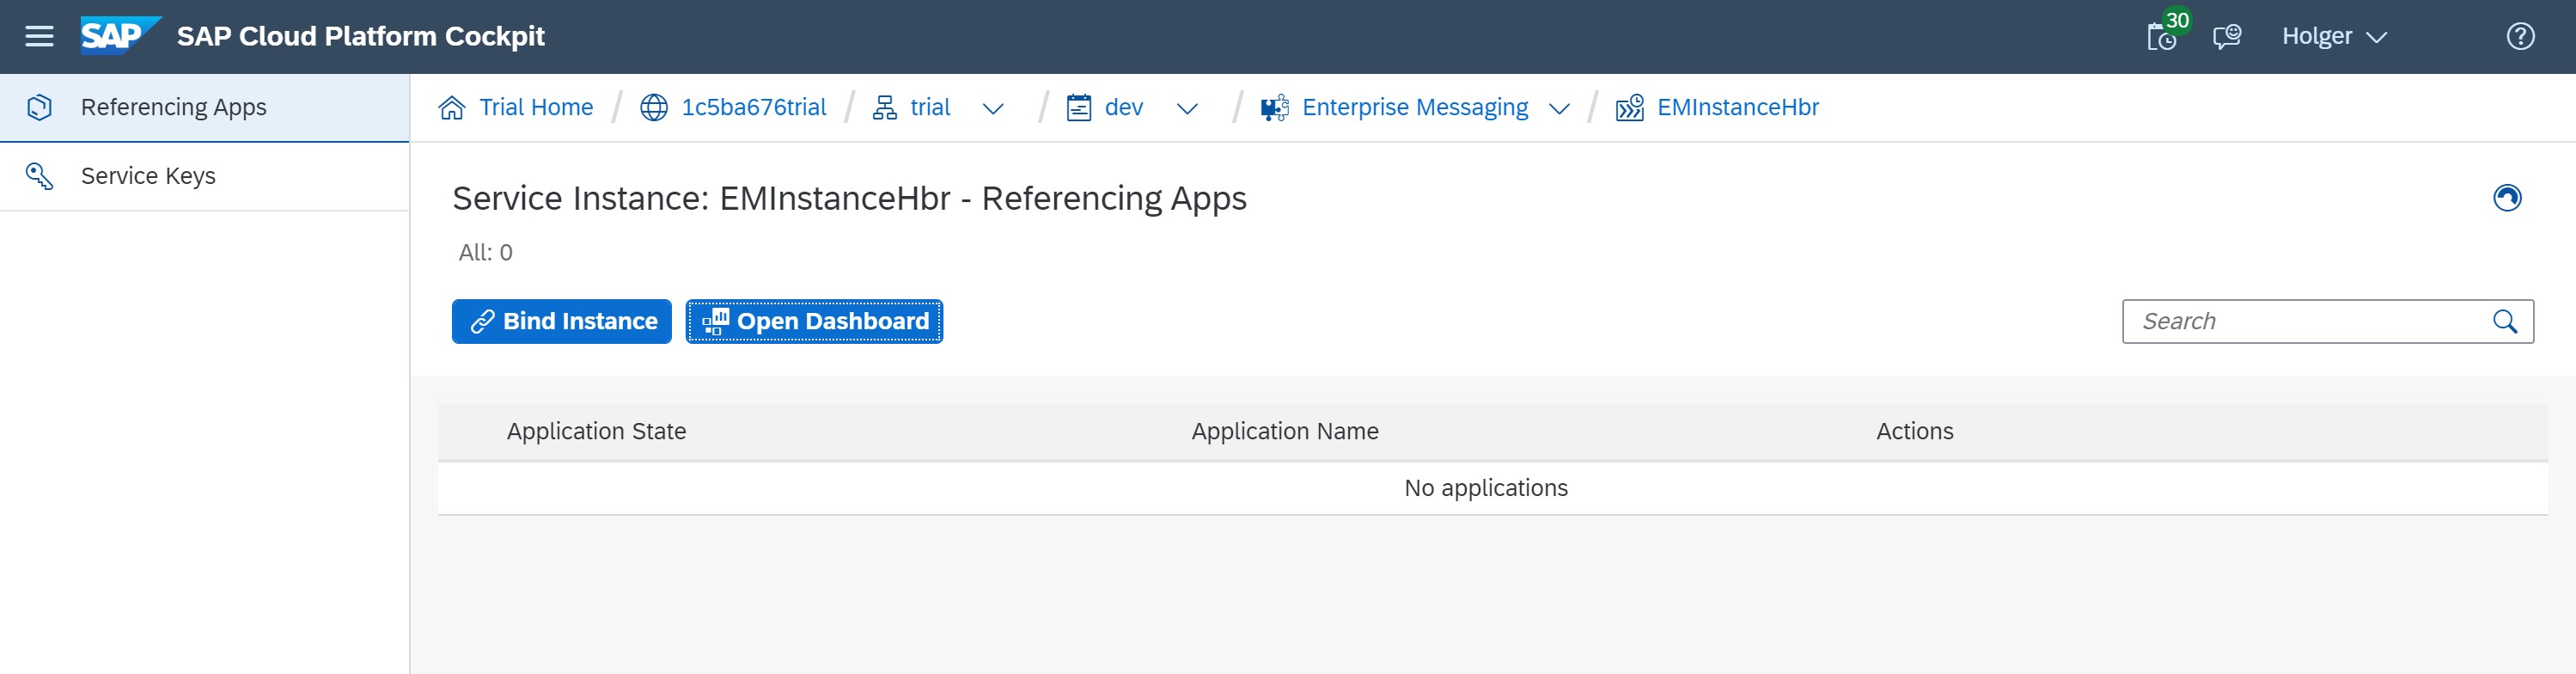 SAP SAP Cloud Platform Cockpit 30 Holger
Referencing Apps
Service Keys
Trial Home / 1c5ba676trial / trial / dev / Enterprise Messaging / EMInstanceHbr
Service Instance: EMInstanceHbr - Referencing Apps
All: 0
Bind Instance Open Dashboard Search
Application State Application Name Actions
No applications